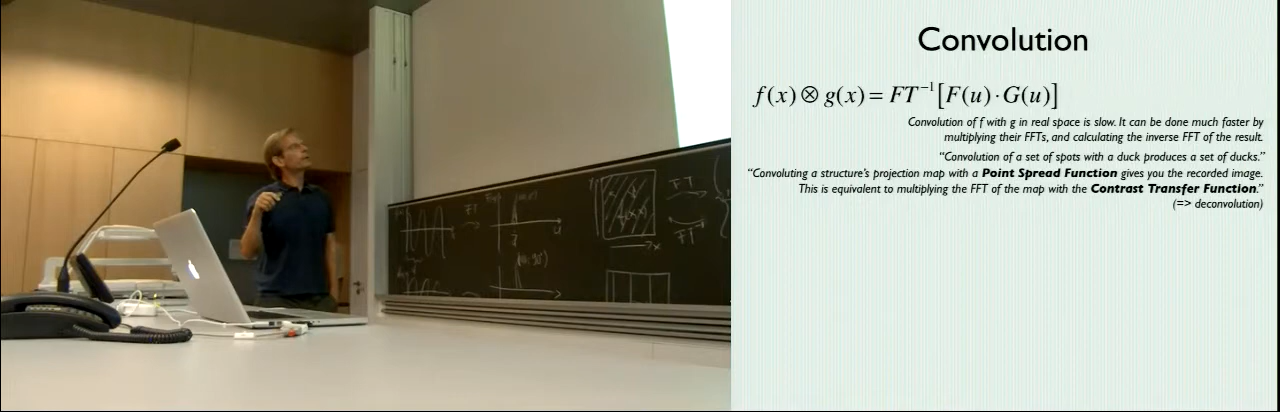 Convolution
f(x) ⊗ g(x) = FT⁻¹[F(u) · G(u)]
Convolution of f with g in real space is slow. It can be done much faster by
multiplying their FFTs, and calculating the inverse FFT of the result.
“Convolution of a set of spots with a duck produces a set of ducks.”
“Convoluting a structure’s projection map with a Point Spread Function gives you the recorded image.
This is equivalent to multiplying the FFT of the map with the Contrast Transfer Function.”
(=> deconvolution)
FT
FT
FT⁻¹
x